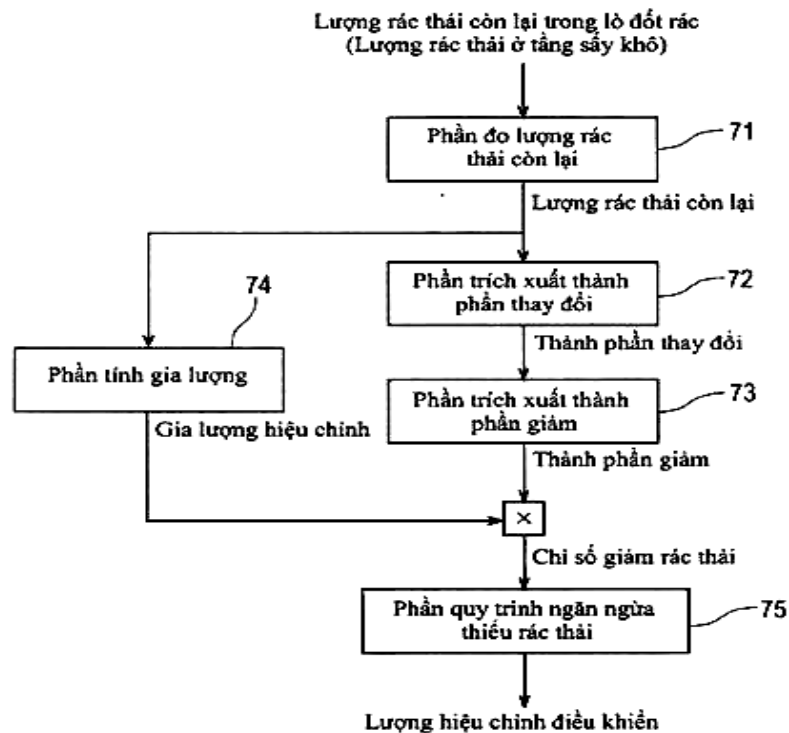 Lượng rác thải còn lại trong lò đốt rác
(Lượng rác thải ở tầng sấy khô)
Phần đo lượng rác
thải còn lại
71
Lượng rác thải còn lại
Phần trích xuất thành
phần thay đổi
72
74
Thành phần thay đổi
Phần tính gia lượng
Phần trích xuất thành
phần giảm
73
Gia lượng hiệu chỉnh
Thành phần giảm
×
Chỉ số giảm rác thải
Phần quy trình ngăn ngừa
thiếu rác thải
75
Lượng hiệu chỉnh điều khiển